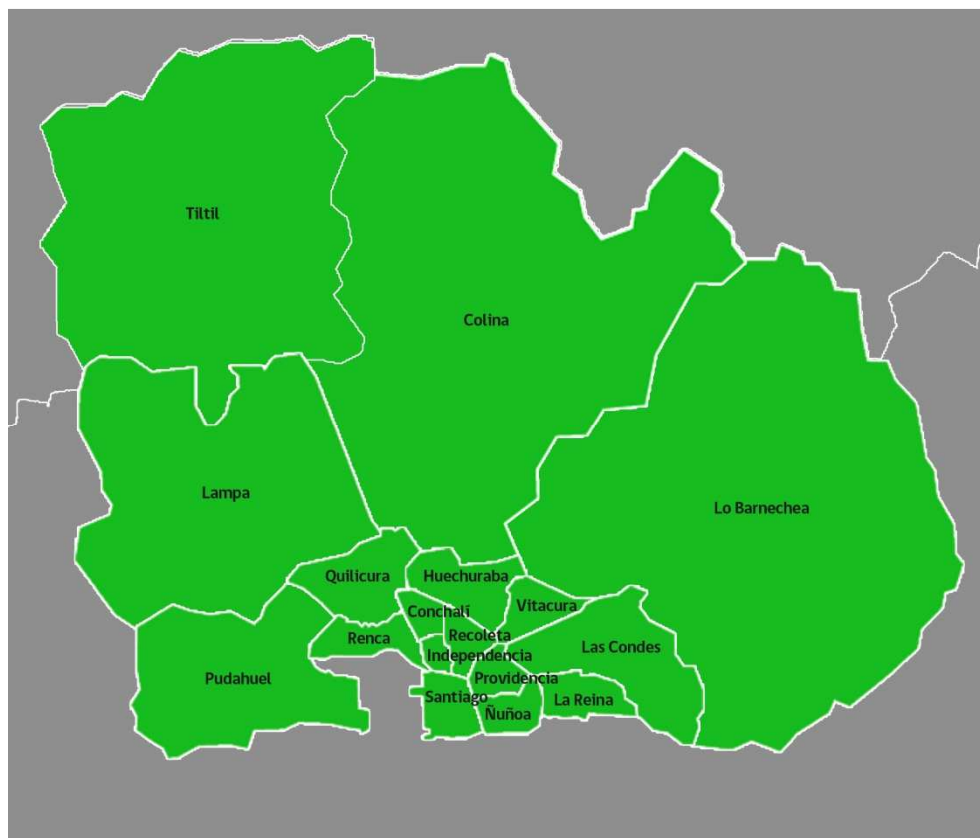 Tiltil
Colina
Lampa
Lo Barnechea
Quilicura
Huechuraba
Vitacura
Conchalí
Renca
Recoleta
Las Condes
Independencia
Pudahuel
Providencia
Santiago
La Reina
Ñuñoa